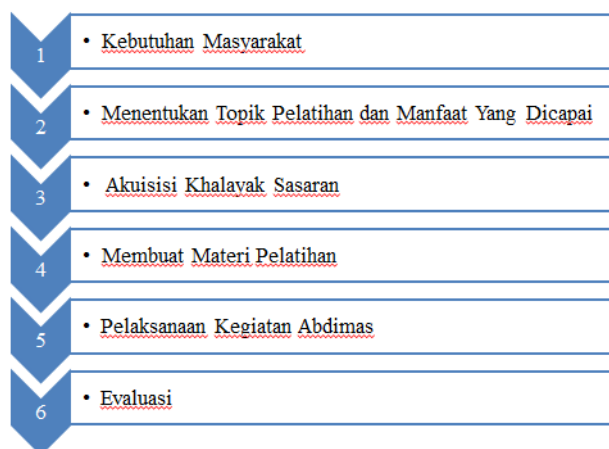 1
• Kebutuhan Masyarakat
2
• Menentukan Topik Pelatihan dan Manfaat Yang Dicapai
3
• Akuisisi Khalayak Sasaran
4
• Membuat Materi Pelatihan
5
• Pelaksanaan Kegiatan Abdimas
6
• Evaluasi